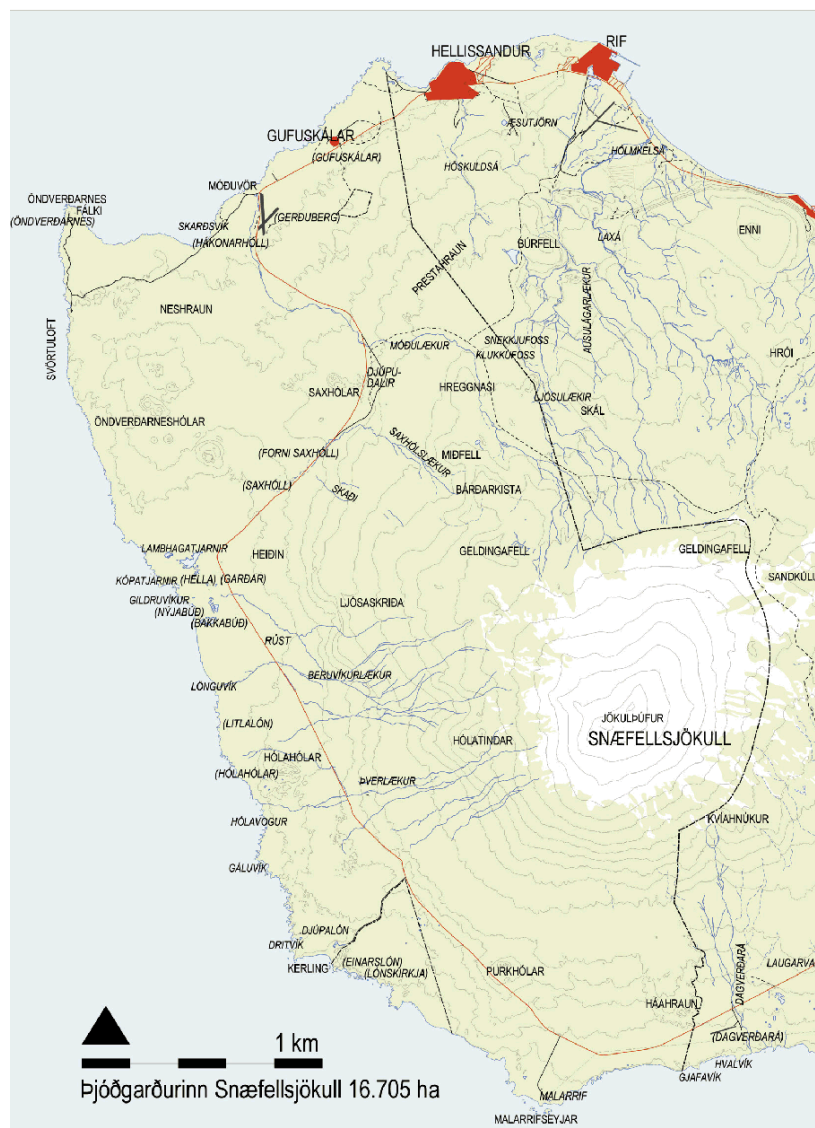 RIF
HELLISSANDUR
ÆSUTJÖRN
GUFUSKÁLAR
(GUFUSKÁLAR)
HÓLMKELSÁ
HÖSKULDSÁ
MÓÐUVÖR
ÖNDVERÐARNES
FÁLKI
(ÖNDVERÐARNES)
(GERÐUBERG)
SKARÐSVÍK
(HÁKONARHÓLL)
ENNI
LAXÁ
BÚRFELL
PRESTAHRAUN
AUSULÁGARLÆKUR
NESHRAUN
SVÖRTULOFT
MÓÐULÆKUR
SNEKKJUFOSS
KLUKKUFOSS
HRÓI
DJÚPU-
DALIR
SAXHÓLAR
HREGGNASI
LJÓSULÆKIR
SKÁL
ÖNDVERÐARNESHÓLAR
SAXHÓLSLÆKUR
(FORNI SAXHÓLL)
MIÐFELL
(SAXHÓLL)
SKAÐI
BÁRÐARKISTA
LAMBHAGATJARNIR
HEIÐIN
GELDINGAFELL
GELDINGAFELL
KÓPATJARNIR
(HELLA)
(GARÐAR)
SANDKÚLU
GILDRUVÍKUR
(NÝJABÚÐ)
LJÓSASKRIÐA
(BAKKABÚÐ)
RÚST
BERUVÍKURLÆKUR
LÖNGUVÍK
JÖKULÞÚFUR
(LITLALÓN)
SNÆFELLSJÖKULL
HÓLATINDAR
HÓLAHÓLAR
(HÓLAHÓLAR)
ÞVERLÆKUR
HÓLAVOGUR
KVÍAHNÚKUR
GÁLUVÍK
DJÚPALÓN
DRITVÍK
(EINARSLÓN)
KERLING
(LÓNSKIRKJA)
PURKHÓLAR
LAUGARVA
DAGVERÐARÁ
HÁAHRAUN
(DAGVERÐARÁ)
HVALVÍK
GJAFAVÍK
MALARRIF
MALARRIFSEYJAR
1 km
Þjóðgarðurinn Snæfellsjökull 16.705 ha